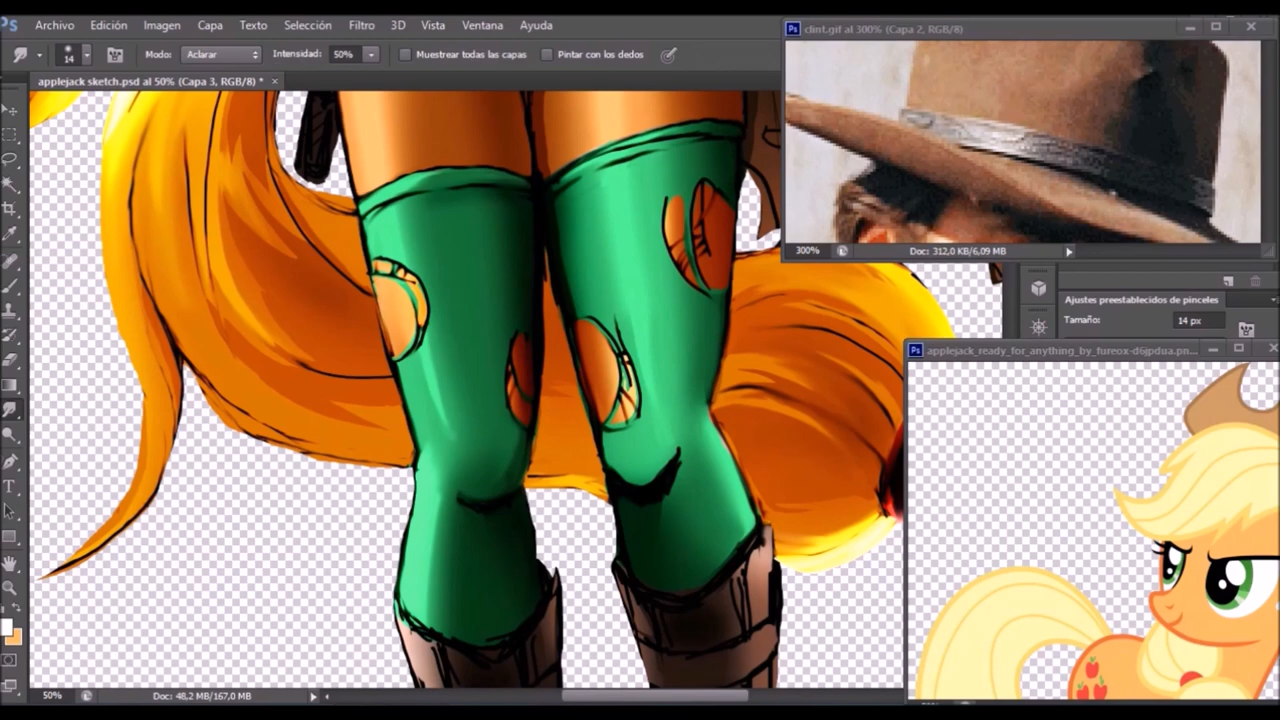 Ps Archivo Edición Imagen Capa Texto Selección Filtro 3D Vista Ventana Ayuda
14 Modo: Aclarar Intensidad: 50% Muestrear todas las capas Pintar con los dedos
applejack sketch.psd al 50% (Capa 3, RGB/8) * ×
Ps clint.gif al 300% (Capa 2, RGB/8)
300% Doc: 312,0 KB/6,09 MB
Ajustes preestablecidos de pinceles
Tamaño: 14 px
Ps applejack_ready_for_anything_by_fureox-d6jpdua.pn...
T
50% Doc: 48,2 MB/167,0 MB